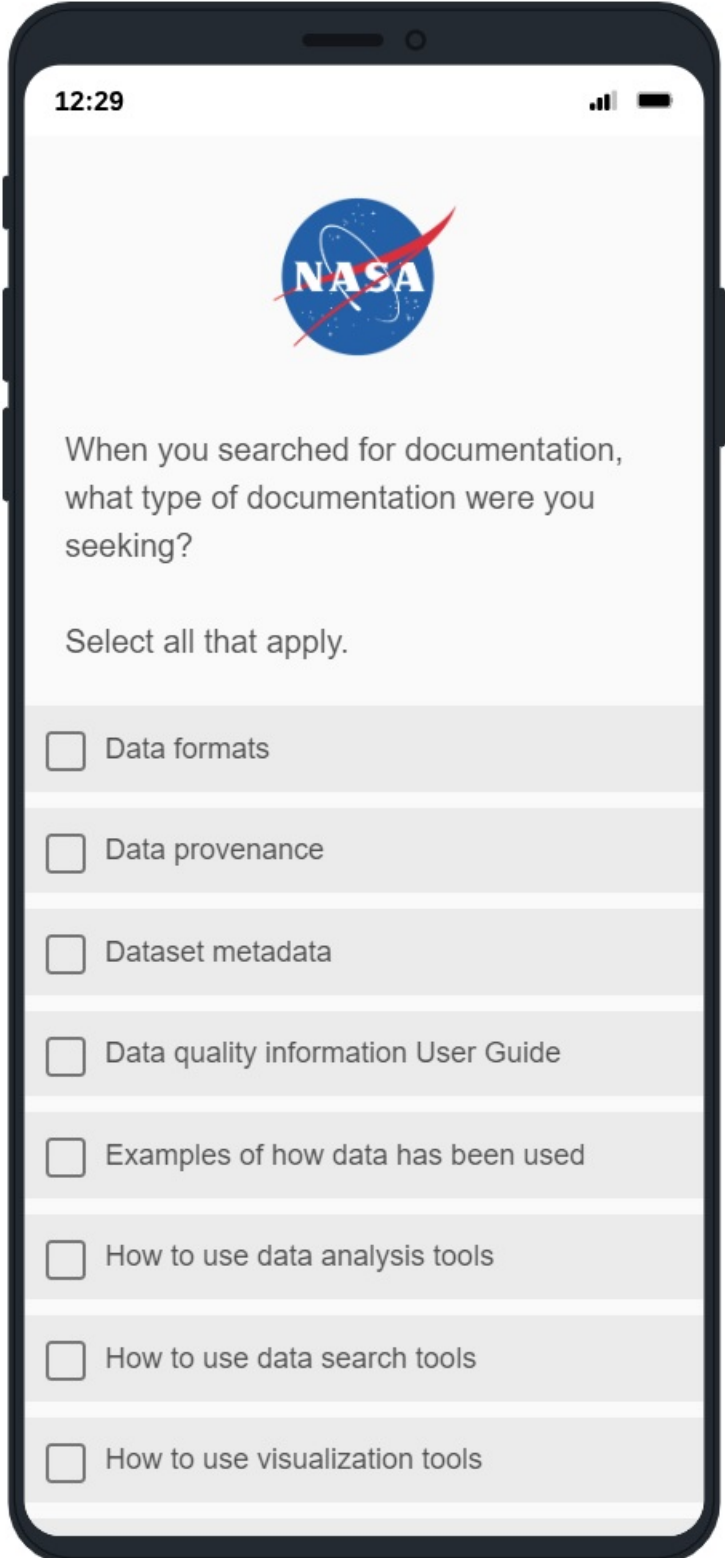 12:29
NASA
When you searched for documentation,
what type of documentation were you
seeking?
Select all that apply.
Data formats
Data provenance
Dataset metadata
Data quality information User Guide
Examples of how data has been used
How to use data analysis tools
How to use data search tools
How to use visualization tools